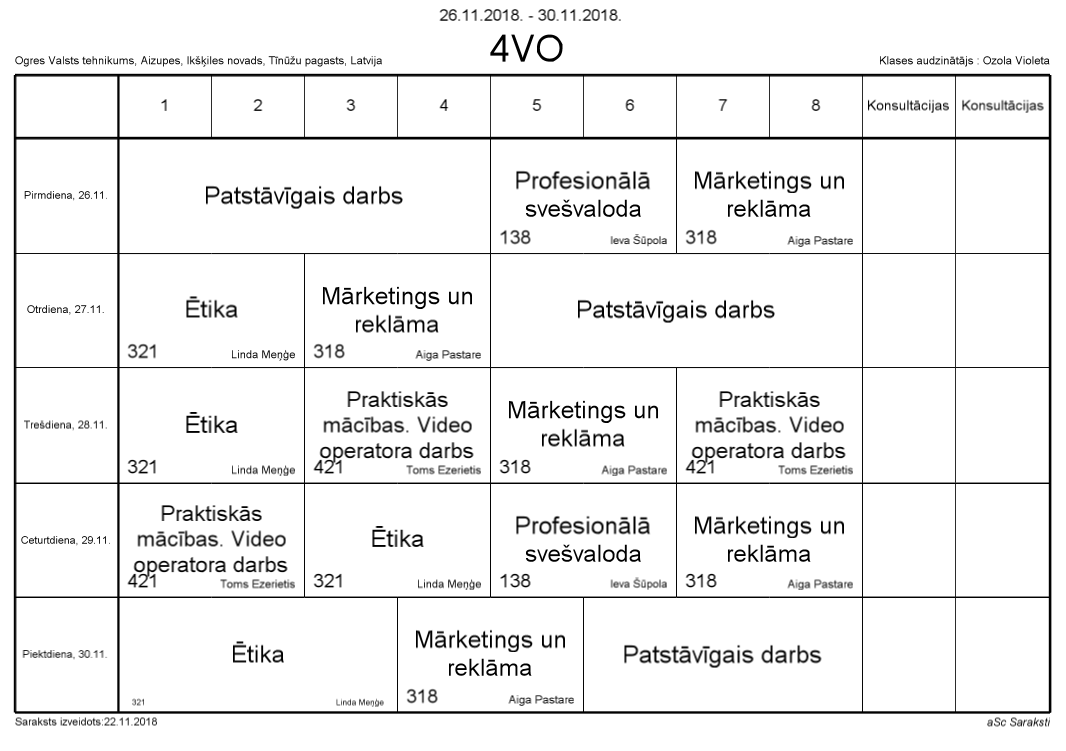 26.11.2018. - 30.11.2018.
4VO
Ogres Valsts tehnikums, Aizupes, Ikšķiles novads, Tīnūžu pagasts, Latvija
Klases audzinātājs : Ozola Violeta
1 2 3 4 5 6 7 8 Konsultācijas Konsultācijas
Pirmdiena, 26.11.
Patstāvīgais darbs
Profesionālā
svešvaloda
138 Ieva Šūpola
Mārketings un
reklāma
318 Aiga Pastare
Otrdiena, 27.11.
Ētika
321 Linda Meņģe
Mārketings un
reklāma
318 Aiga Pastare
Patstāvīgais darbs
Trešdiena, 28.11.
Ētika
321 Linda Meņģe
Praktiskās
mācības. Video
operatora darbs
421 Toms Ezerietis
Mārketings un
reklāma
318 Aiga Pastare
Praktiskās
mācības. Video
operatora darbs
421 Toms Ezerietis
Ceturtdiena, 29.11.
Praktiskās
mācības. Video
operatora darbs
421 Toms Ezerietis
Ētika
321 Linda Meņģe
Profesionālā
svešvaloda
138 Ieva Šūpola
Mārketings un
reklāma
318 Aiga Pastare
Piektdiena, 30.11.
Ētika
321 Linda Meņģe
Mārketings un
reklāma
318 Aiga Pastare
Patstāvīgais darbs
Saraksts izveidots:22.11.2018
aSc Saraksti